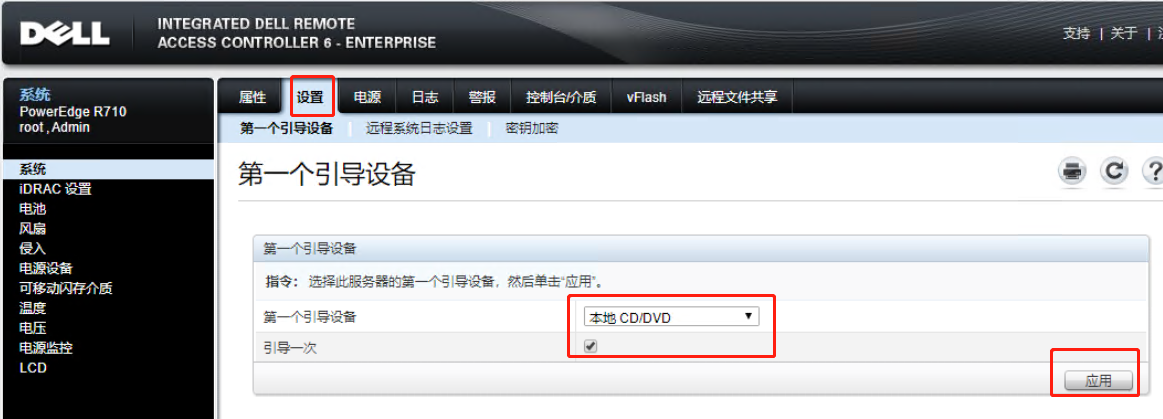 DELL
INTEGRATED DELL REMOTE
ACCESS CONTROLLER 6 - ENTERPRISE
支持 | 关于 |
系统
PowerEdge R710
root , Admin
属性 设置 电源 日志 警报 控制台/介质 vFlash 远程文件共享
第一个引导设备 远程系统日志设置 密钥加密
系统
iDRAC 设置
电池
风扇
侵入
电源设备
可移动闪存介质
温度
电压
电源监控
LCD
第一个引导设备
?
第一个引导设备
指令： 选择此服务器的第一个引导设备，然后单击“应用”。
第一个引导设备 本地 CD/DVD
引导一次
应用